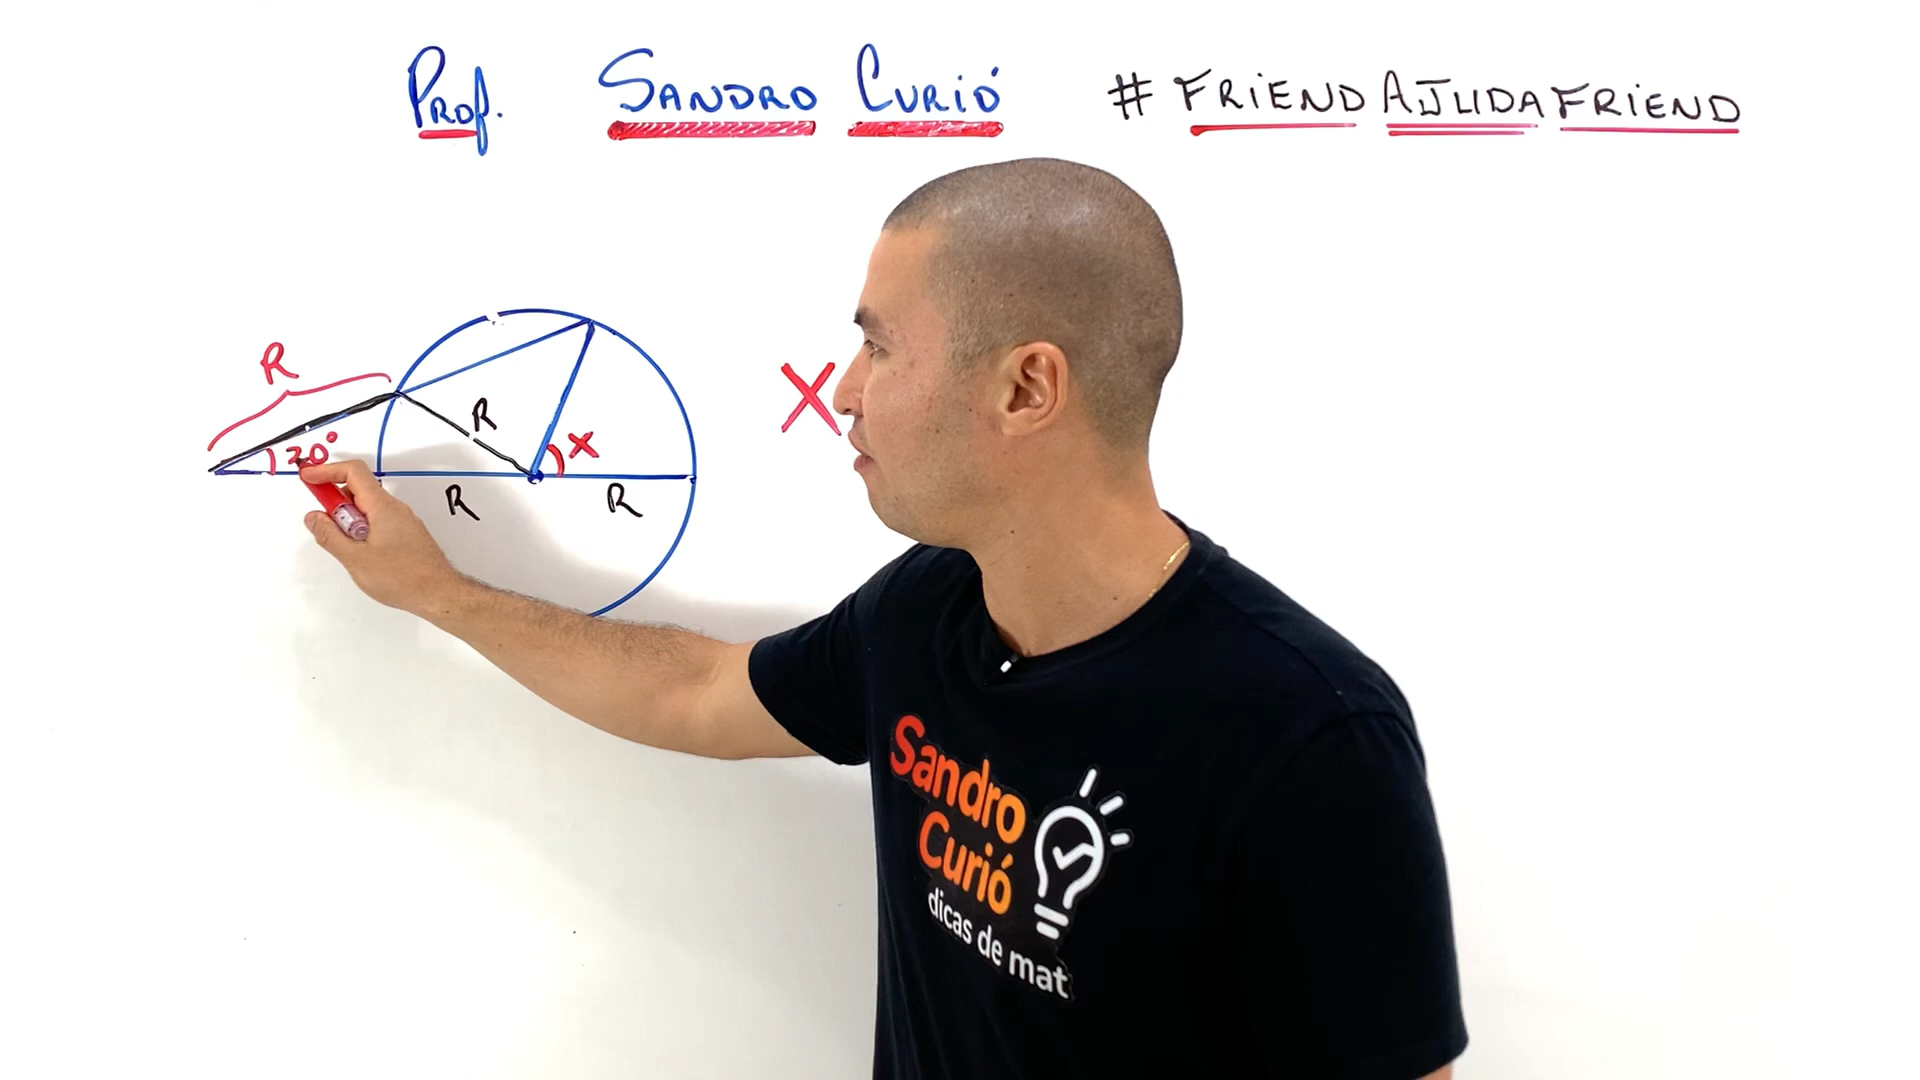 Prof. Sandro Curió #FRIENDAJUDAFRIEND
R
R
20°
X
R
R
X
Sandro
Curió
dicas de mat